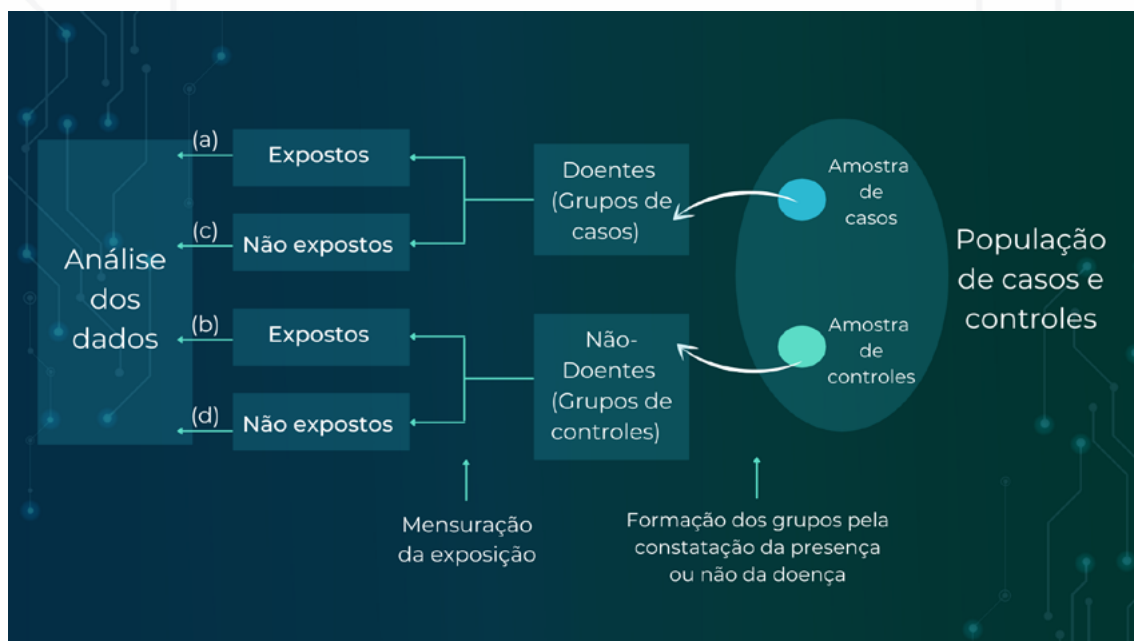 (a)
Expostos
(c)
Não expostos
(b)
Expostos
(d)
Não expostos
Análise
dos
dados
Doentes
(Grupos de
casos)
Não-
Doentes
(Grupos de
controles)
Amostra
de
casos
Amostra
de
controles
População
de casos e
controles
Mensuração
da exposição
Formação dos grupos pela
constatação da presença
ou não da doença